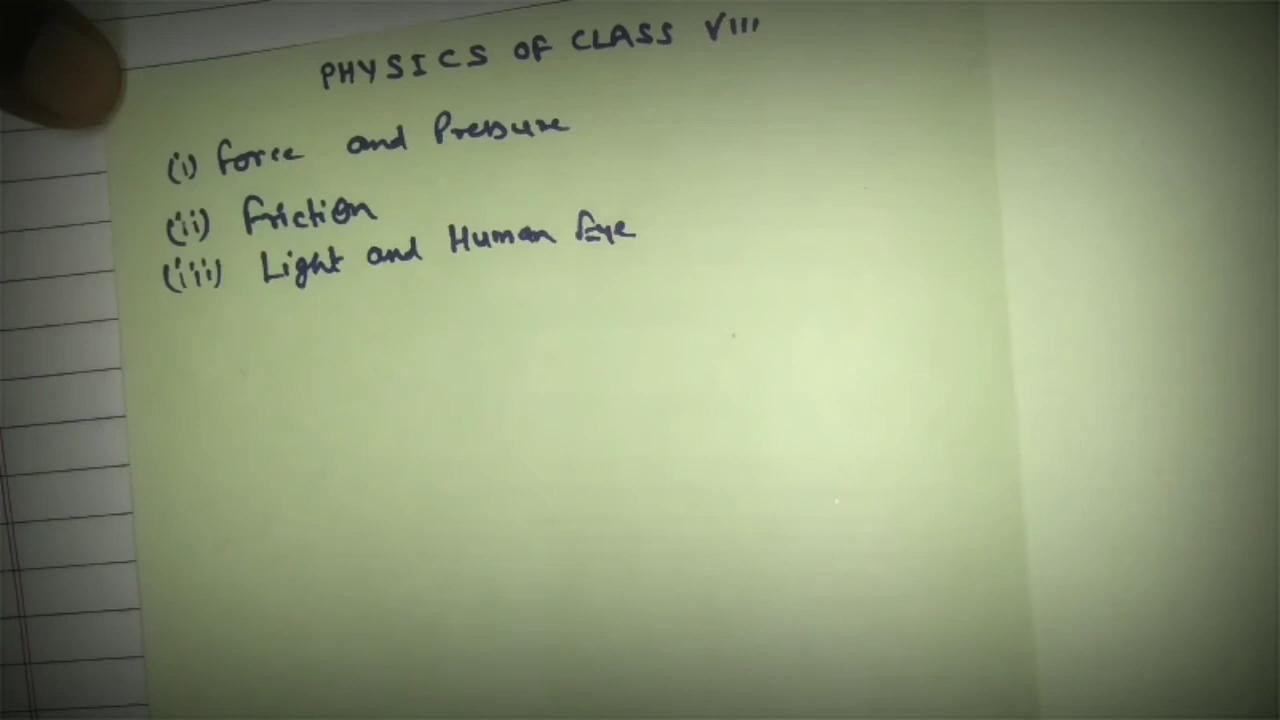 PHYSICS OF CLASS VIII
(i) Force and Pressure
(ii) Friction
(iii) Light and Human Eye